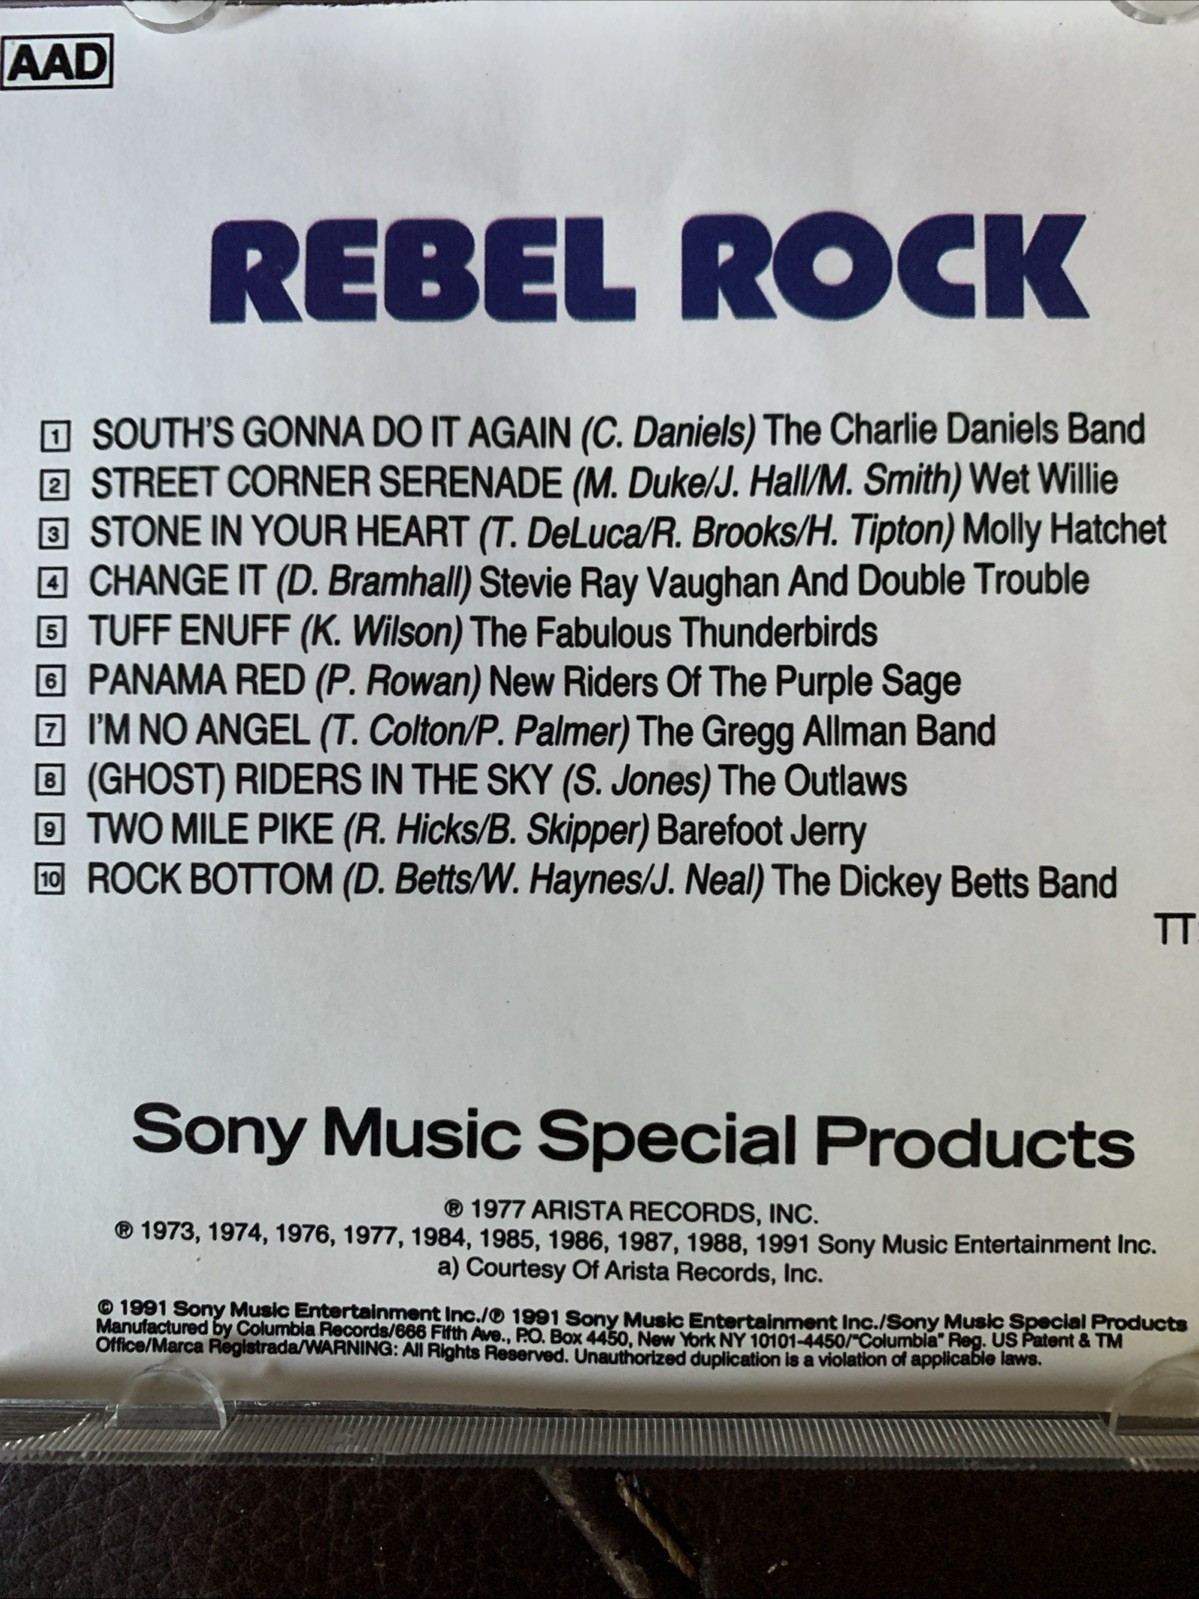 AAD
REBEL ROCK
1 SOUTH'S GONNA DO IT AGAIN (C. Daniels) The Charlie Daniels Band
2 STREET CORNER SERENADE (M. Duke/J. Hall/M. Smith) Wet Willie
3 STONE IN YOUR HEART (T. DeLuca/R. Brooks/H. Tipton) Molly Hatchet
4 CHANGE IT (D. Bramhall) Stevie Ray Vaughan And Double Trouble
5 TUFF ENUFF (K. Wilson) The Fabulous Thunderbirds
6 PANAMA RED (P. Rowan) New Riders Of The Purple Sage
7 I'M NO ANGEL (T. Colton/P. Palmer) The Gregg Allman Band
8 (GHOST) RIDERS IN THE SKY (S. Jones) The Outlaws
9 TWO MILE PIKE (R. Hicks/B. Skipper) Barefoot Jerry
10 ROCK BOTTOM (D. Betts/W. Haynes/J. Neal) The Dickey Betts Band
TT:
Sony Music Special Products
℗ 1977 ARISTA RECORDS, INC.
℗ 1973, 1974, 1976, 1977, 1984, 1985, 1986, 1987, 1988, 1991 Sony Music Entertainment Inc.
a) Courtesy Of Arista Records, Inc.
© 1991 Sony Music Entertainment Inc./℗ 1991 Sony Music Entertainment Inc./Sony Music Special Products
Manufactured by Columbia Records/666 Fifth Ave., P.O. Box 4450, New York NY 10101-4450/"Columbia" Reg. US Patent & TM
Office/Marca Registrada/WARNING: All Rights Reserved. Unauthorized duplication is a violation of applicable laws.